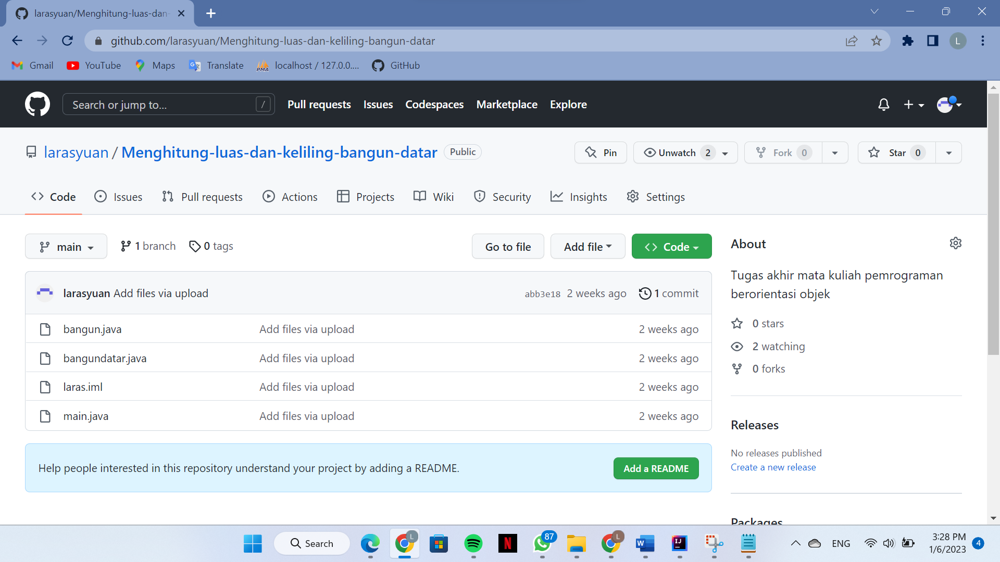 larasyuan/Menghitung-luas-dan-
github.com/larasyuan/Menghitung-luas-dan-keliling-bangun-datar
L
Gmail YouTube Maps Translate localhost / 127.0.0.... GitHub
Search or jump to... / Pull requests Issues Codespaces Marketplace Explore
larasyuan / Menghitung-luas-dan-keliling-bangun-datar Public Pin Unwatch 2 Fork 0 Star 0
Code Issues Pull requests Actions Projects Wiki Security Insights Settings
main 1 branch 0 tags Go to file Add file Code
larasyuan Add files via upload abb3e18 2 weeks ago 1 commit
bangun.java Add files via upload 2 weeks ago
bangundatar.java Add files via upload 2 weeks ago
laras.iml Add files via upload 2 weeks ago
main.java Add files via upload 2 weeks ago
Help people interested in this repository understand your project by adding a README. Add a README
About
Tugas akhir mata kuliah pemrograman
berorientasi objek
0 stars
2 watching
0 forks
Releases
No releases published
Create a new release
Packages
Search L N 87 L W IJ ENG 3:28 PM
1/6/2023 4